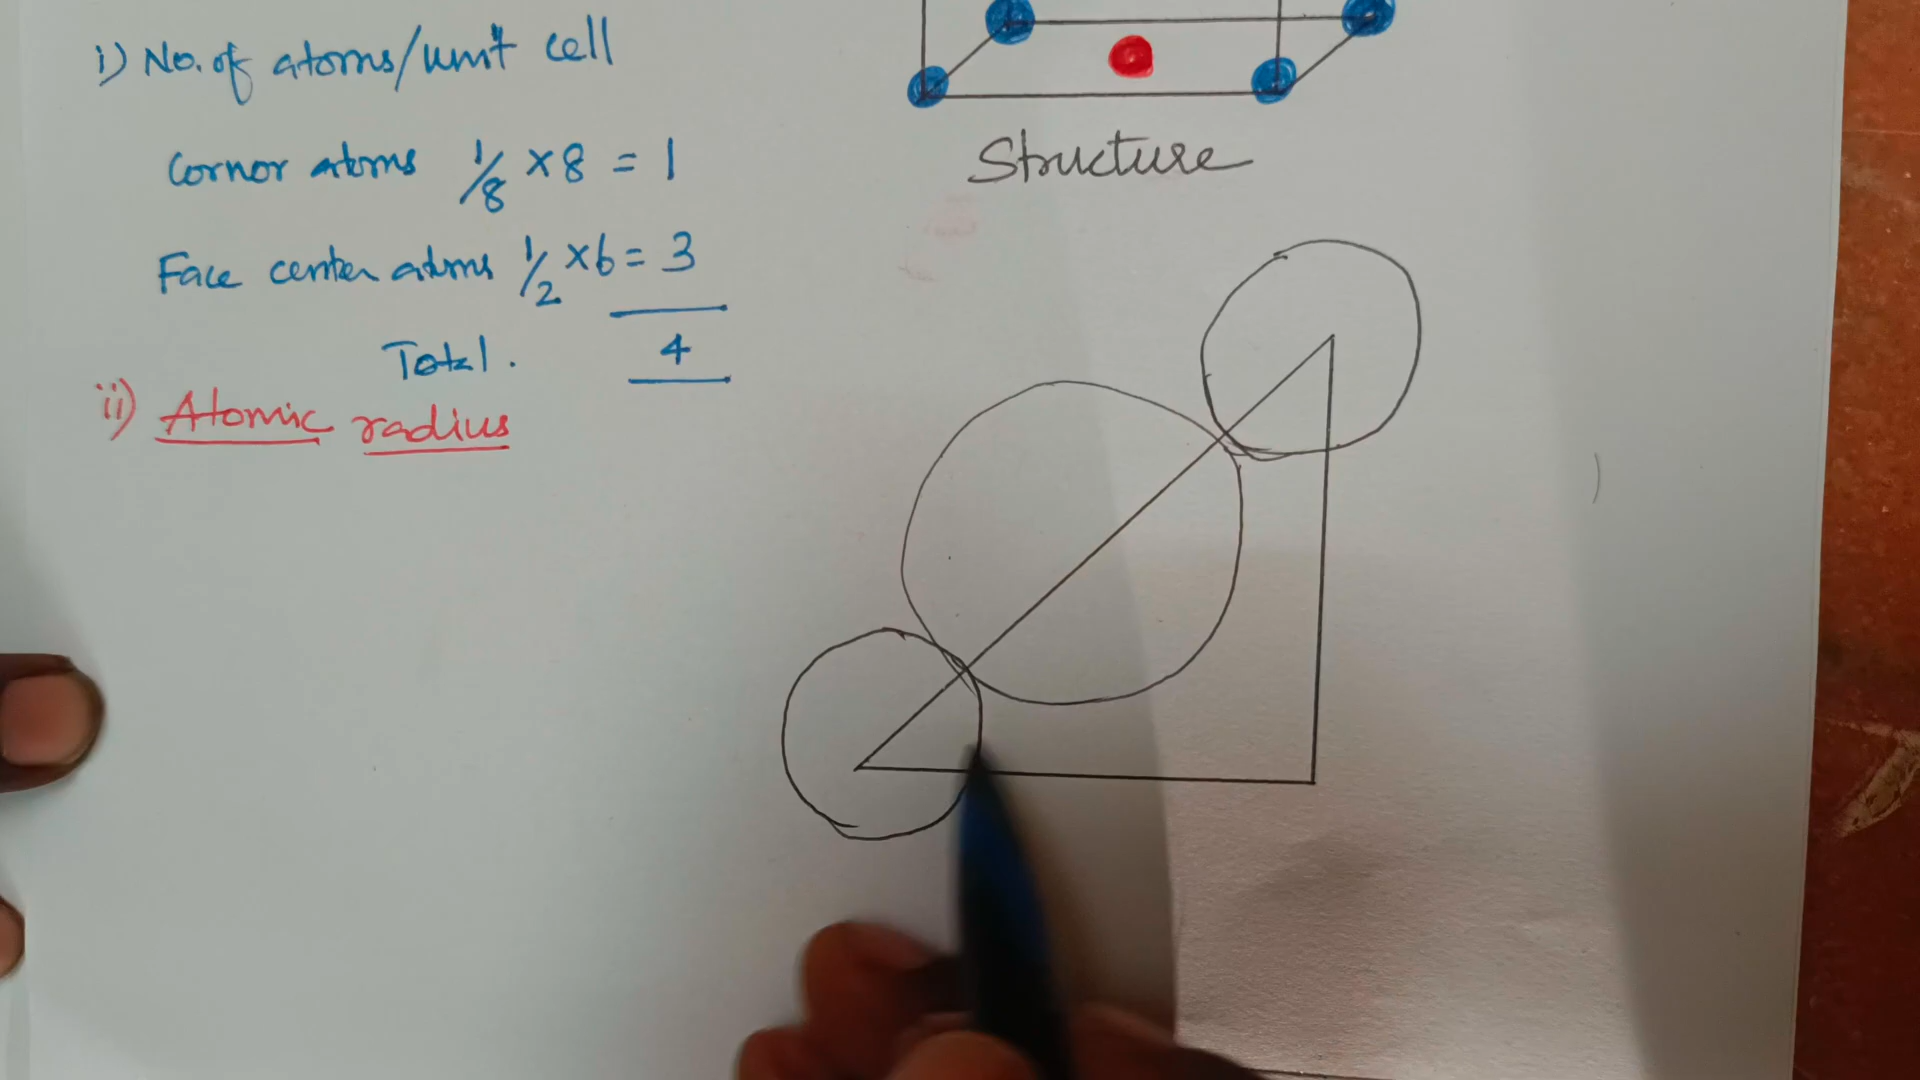 i) No. of atoms/unit cell
Cornor atoms 1/8 × 8 = 1
Face center atoms 1/2 × 6 = 3
Total. 4
ii) Atomic radius
Structure